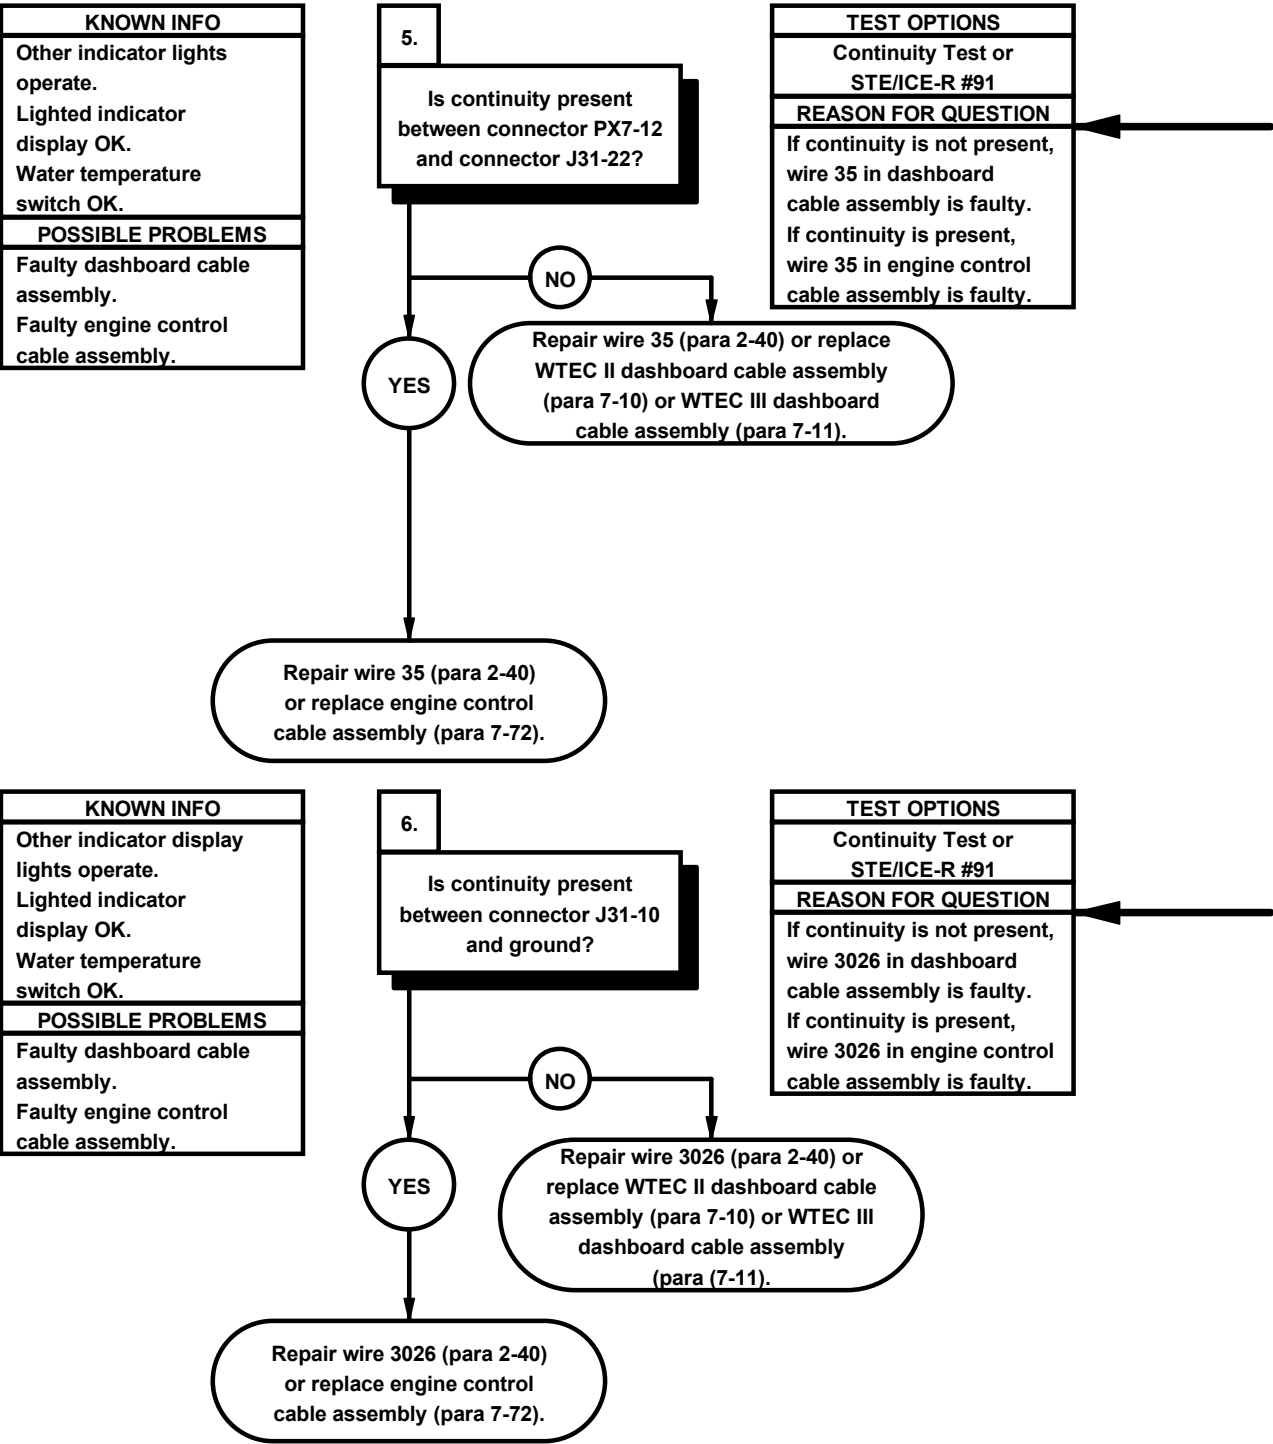 KNOWN INFO
Other indicator lights
operate.
Lighted indicator
display OK.
Water temperature
switch OK.
POSSIBLE PROBLEMS
Faulty dashboard cable
assembly.
Faulty engine control
cable assembly.
5.
Is continuity present
between connector PX7-12
and connector J31-22?
TEST OPTIONS
Continuity Test or
STE/ICE-R #91
REASON FOR QUESTION
If continuity is not present,
wire 35 in dashboard
cable assembly is faulty.
If continuity is present,
wire 35 in engine control
cable assembly is faulty.
NO
YES
Repair wire 35 (para 2-40) or replace
WTEC II dashboard cable assembly
(para 7-10) or WTEC III dashboard
cable assembly (para 7-11).
Repair wire 35 (para 2-40)
or replace engine control
cable assembly (para 7-72).
KNOWN INFO
Other indicator display
lights operate.
Lighted indicator
display OK.
Water temperature
switch OK.
POSSIBLE PROBLEMS
Faulty dashboard cable
assembly.
Faulty engine control
cable assembly.
6.
Is continuity present
between connector J31-10
and ground?
TEST OPTIONS
Continuity Test or
STE/ICE-R #91
REASON FOR QUESTION
If continuity is not present,
wire 3026 in dashboard
cable assembly is faulty.
If continuity is present,
wire 3026 in engine control
cable assembly is faulty.
NO
YES
Repair wire 3026 (para 2-40) or
replace WTEC II dashboard cable
assembly (para 7-10) or WTEC III
dashboard cable assembly
(para (7-11).
Repair wire 3026 (para 2-40)
or replace engine control
cable assembly (para 7-72).